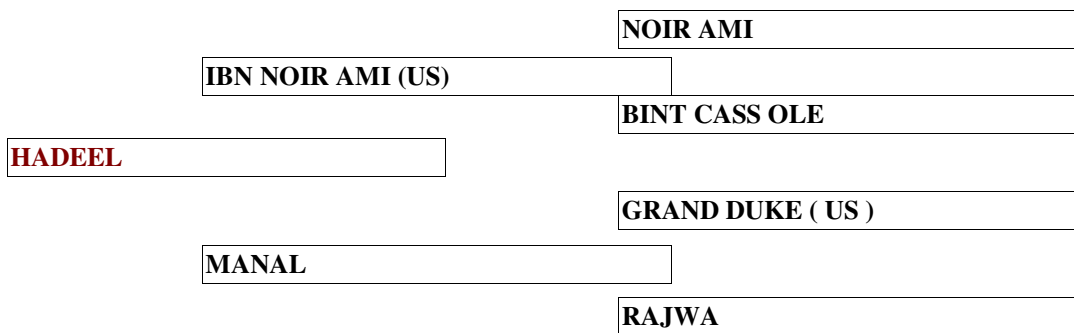 NOIR AMI
IBN NOIR AMI (US)
BINT CASS OLE
HADEEL
GRAND DUKE ( US )
MANAL
RAJWA